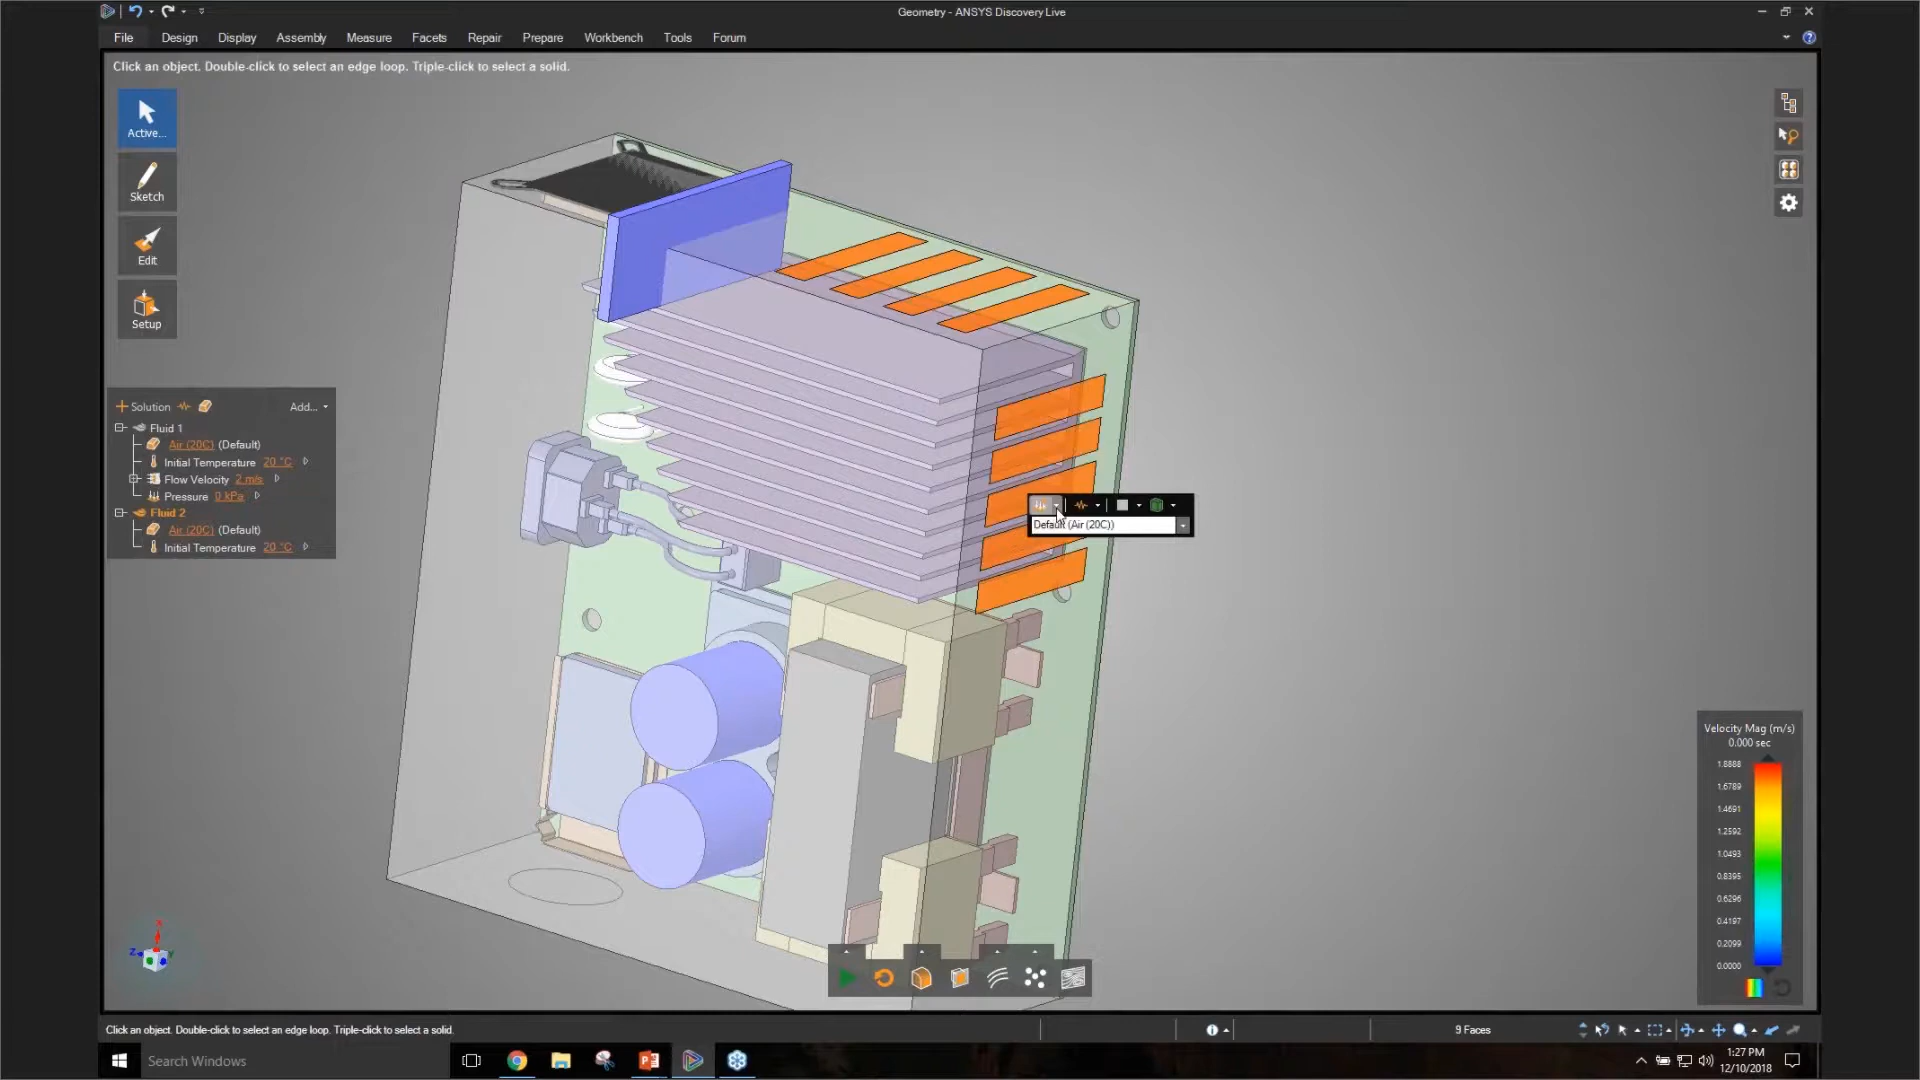 Geometry - ANSYS Discovery Live
File Design Display Assembly Measure Facets Repair Prepare Workbench Tools Forum
Click an object. Double-click to select an edge loop. Triple-click to select a solid.
Active...
Sketch
Edit
Setup
Solution Add...
Fluid 1
Air (20C) (Default)
Initial Temperature 20 °C
Flow Velocity 2 m/s
Pressure 0 kPa
Fluid 2
Air (20C) (Default)
Initial Temperature 20 °C
Default (Air (20C))
Velocity Mag (m/s)
0.000 sec
1.8888
1.6789
1.4691
1.2592
1.0493
0.8395
0.6296
0.4197
0.2099
0.0000
X
Z
Y
Click an object. Double-click to select an edge loop. Triple-click to select a solid.
9 Faces
Search Windows
1:27 PM
12/10/2018